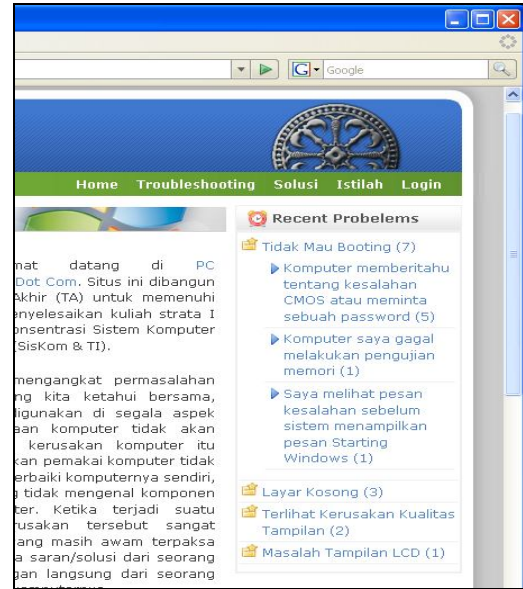 Google
Home Troubleshooting Solusi Istilah Login
Recent Probelems
Tidak Mau Booting (7)
Komputer memberitahu
tentang kesalahan
CMOS atau meminta
sebuah password (5)
Komputer saya gagal
melakukan pengujian
memori (1)
Saya melihat pesan
kesalahan sebelum
sistem menampilkan
pesan Starting
Windows (1)
Layar Kosong (3)
Terlihat Kerusakan Kualitas
Tampilan (2)
Masalah Tampilan LCD (1)
mat datang di PC
Dot Com. Situs ini dibangun
Akhir (TA) untuk memenuhi
enyelesaikan kuliah strata I
onsentrasi Sistem Komputer
(SisKom & TI).
mengangkat permasalahan
ng kita ketahui bersama,
digunakan di segala aspek
aan komputer tidak akan
kerusakan komputer itu
kan pemakai komputer tidak
erbaiki komputernya sendiri,
g tidak mengenal komponen
ter. Ketika terjadi suatu
rusakan tersebut sangat
ang masih awam terpaksa
a saran/solusi dari seorang
gan langsung dari seorang